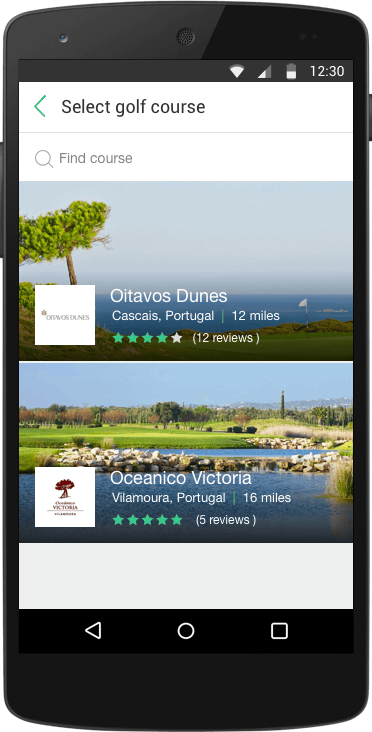 12:30
Select golf course
Find course
OITAVOS DUNES
Oitavos Dunes
Cascais, Portugal | 12 miles
(12 reviews )
Oceânico
VICTORIA
VILAMOURA
Oceanico Victoria
Vilamoura, Portugal | 16 miles
(5 reviews )